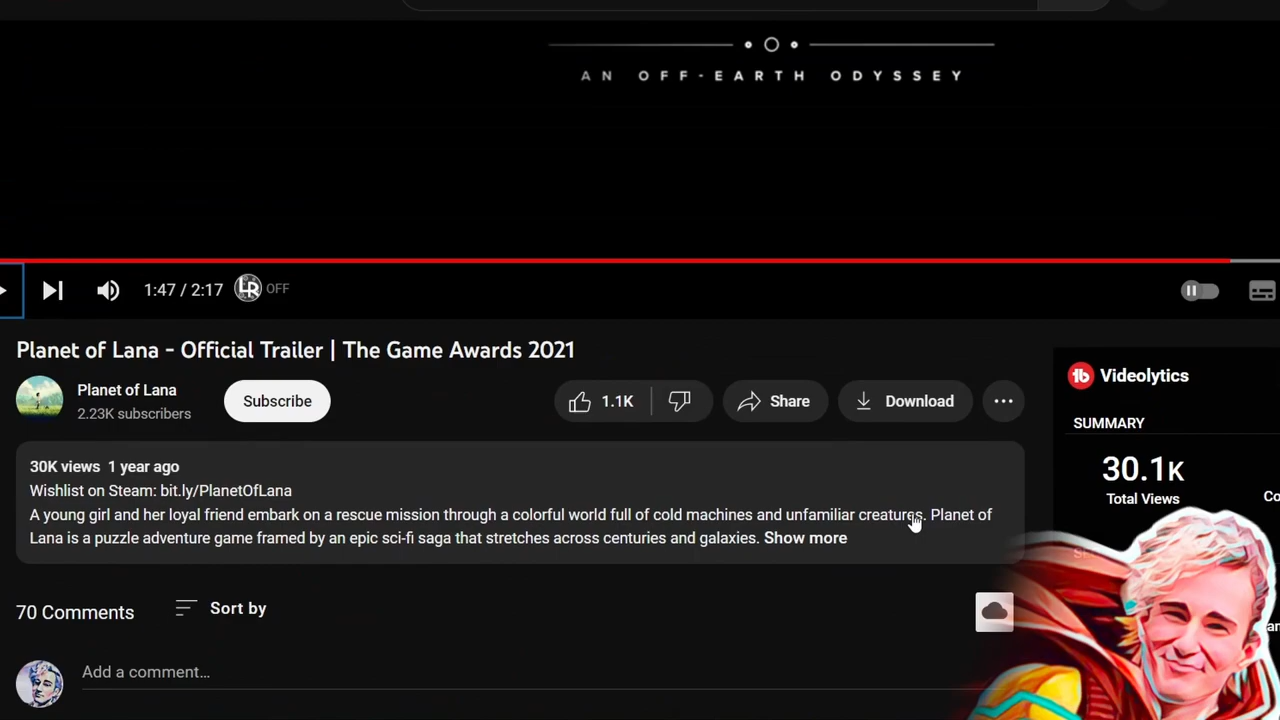 AN OFF-EARTH ODYSSEY
1:47 / 2:17 LR OFF
Planet of Lana - Official Trailer | The Game Awards 2021
Planet of Lana
2.23K subscribers
Subscribe
1.1K
Share
Download
30K views 1 year ago
Wishlist on Steam: bit.ly/PlanetOfLana
A young girl and her loyal friend embark on a rescue mission through a colorful world full of cold machines and unfamiliar creatures. Planet of
Lana is a puzzle adventure game framed by an epic sci-fi saga that stretches across centuries and galaxies. Show more
70 Comments
Sort by
Add a comment...
tb Videolytics
SUMMARY
30.1K
Total Views